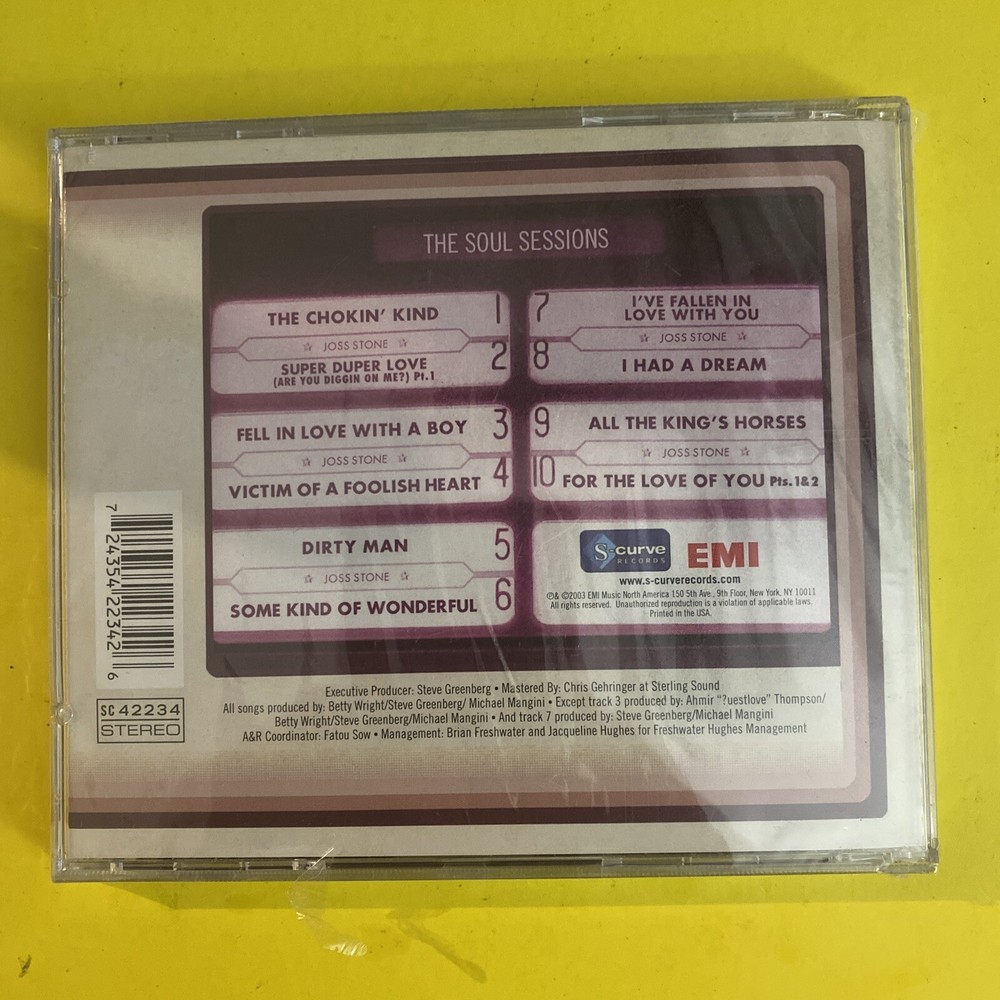 THE SOUL SESSIONS
THE CHOKIN' KIND 1
☆ JOSS STONE ☆
SUPER DUPER LOVE 2
(ARE YOU DIGGIN ON ME?) Pt.1
FELL IN LOVE WITH A BOY 3
☆ JOSS STONE ☆
VICTIM OF A FOOLISH HEART 4
DIRTY MAN 5
☆ JOSS STONE ☆
SOME KIND OF WONDERFUL 6
7 I'VE FALLEN IN
LOVE WITH YOU
☆ JOSS STONE ☆
8 I HAD A DREAM
9 ALL THE KING'S HORSES
☆ JOSS STONE ☆
10 FOR THE LOVE OF YOU Pts. 1&2
S-curve
RECORDS
EMI
www.s-curverecords.com
℗& ©2003 EMI Music North America 150 5th Ave., 9th Floor, New York, NY 10011
All rights reserved. Unauthorized reproduction is a violation of applicable laws.
Printed in the USA.
7 24354 22342 6
SC 42234
STEREO
Executive Producer: Steve Greenberg • Mastered By: Chris Gehringer at Sterling Sound
All songs produced by: Betty Wright/Steve Greenberg/ Michael Mangini • Except track 3 produced by: Ahmir "?uestlove" Thompson/
Betty Wright/Steve Greenberg/Michael Mangini • And track 7 produced by: Steve Greenberg/Michael Mangini
A&R Coordinator: Fatou Sow • Management: Brian Freshwater and Jacqueline Hughes for Freshwater Hughes Management